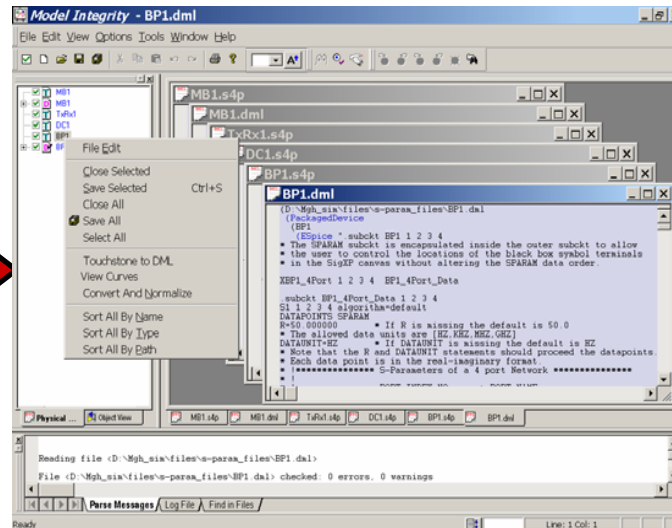 Model Integrity - BP1.dml
File Edit View Options Tools Window Help
MB1
MB1
TxRx1
DC1
BP1
BP
File Edit
Close Selected
Save Selected Ctrl+S
Close All
Save All
Select All
Touchstone to DML
View Curves
Convert And Normalize
Sort All By Name
Sort All By Type
Sort All By Path
MB1.s4p
MB1.dml
TxRx1.s4p
DC1.s4p
BP1.s4p
BP1.dml
(D:\Mgh_sim\files\s-param_files\BP1.dml
(PackagedDevice
(BP1
(ESpice ".subckt BP1 1 2 3 4
* The SPARAM subckt is encapsulated inside the outer subckt to allow
* the user to control the locations of the black box symbol terminals
* in the SigXP canvas without altering the SPARAM data order.
XBP1_4Port 1 2 3 4 BP1_4Port_Data
.subckt BP1_4Port_Data 1 2 3 4
S1 1 2 3 4 algorithm=default
DATAPOINTS SPARAM
R=50.000000 * If R is missing the default is 50.0
* The allowed data units are [HZ,KHZ,MHZ,GHZ]
DATAUNIT=HZ * If DATAUNIT is missing the default is HZ
* Note that the R and DATAUNIT statements should proceed the datapoints.
* Each data point is in the real-imaginary format.
* !*************** S-Parameters of a 4 port Network ***************
* !
Physical ... Object View
MB1.s4p MB1.dml TxRx1.s4p DC1.s4p BP1.s4p BP1.dml
Reading file <D:\Mgh_sim\files\s-param_files\BP1.dml>
File <D:\Mgh_sim\files\s-param_files\BP1.dml> checked: 0 errors, 0 warnings
Parse Messages Log File Find in Files
Ready Line: 1 Col: 1